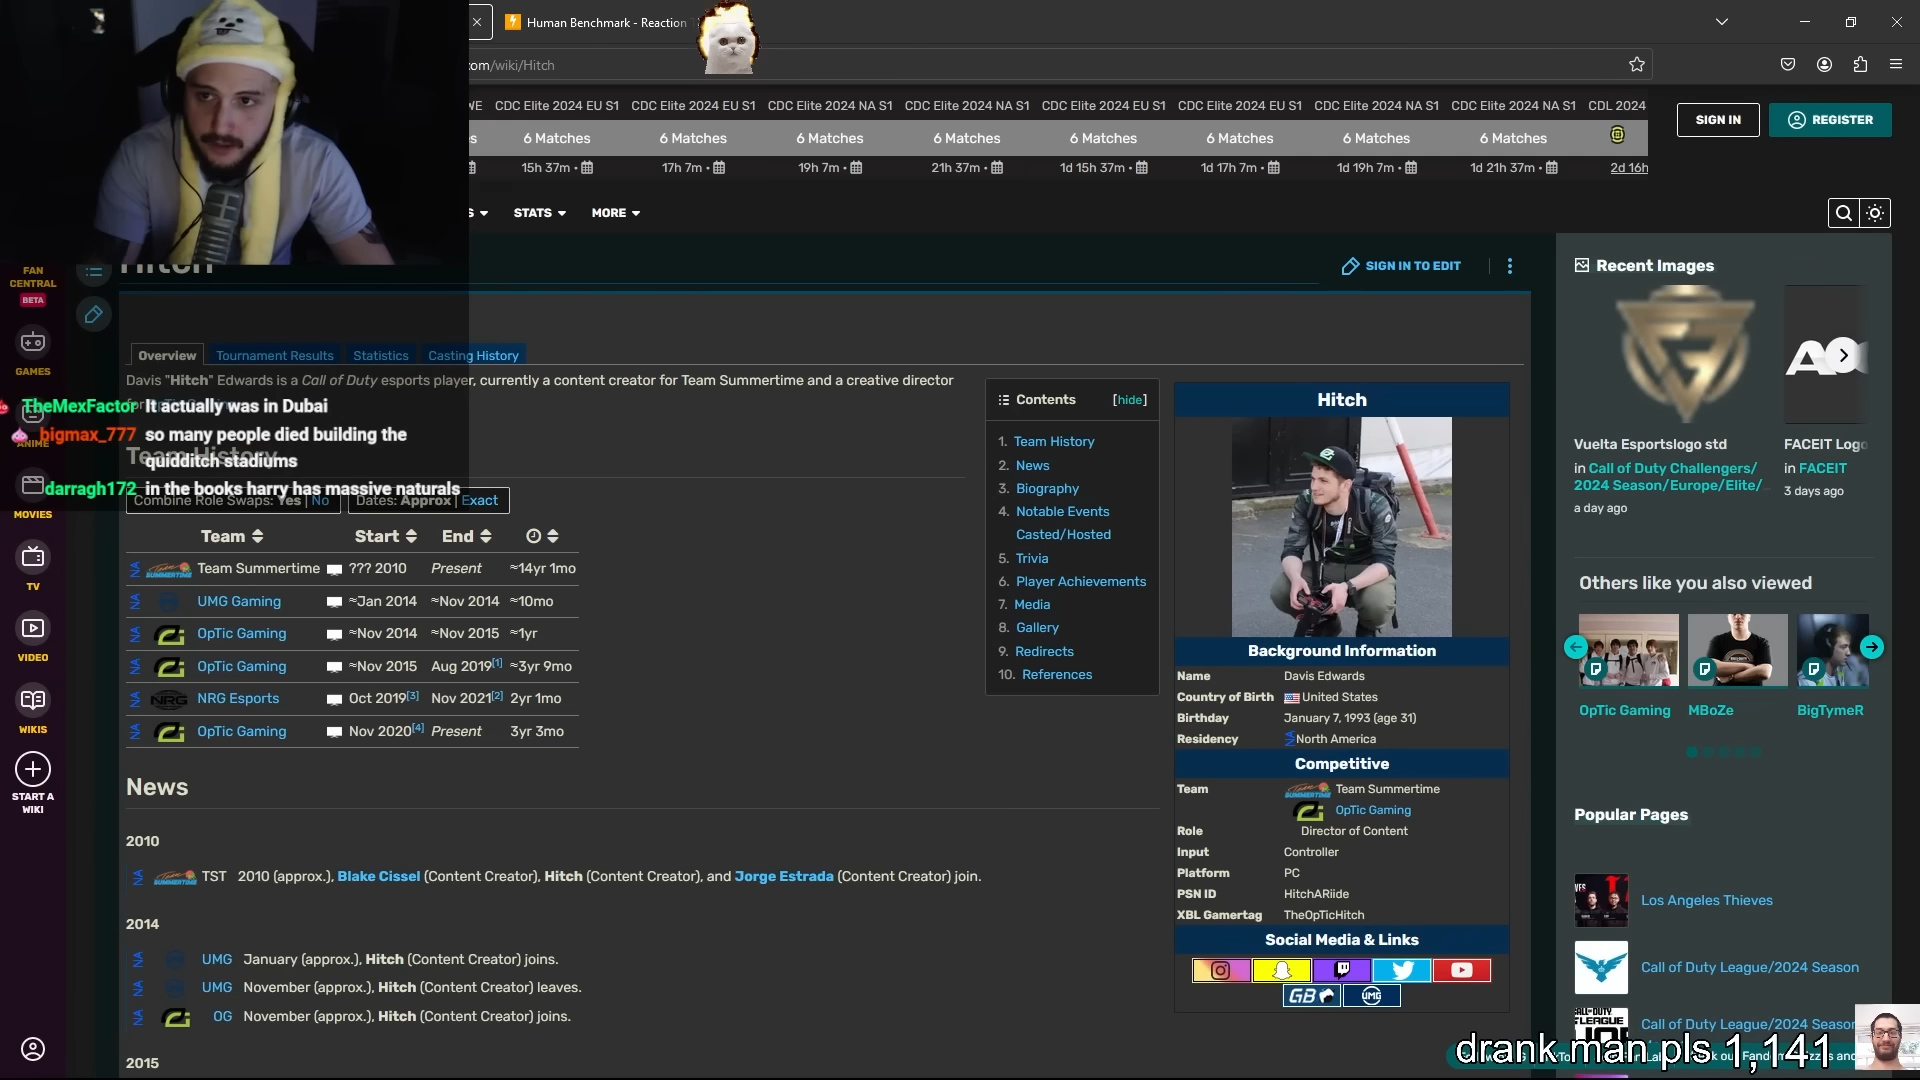 Human Benchmark - Reaction T
com/wiki/Hitch
WE CDC Elite 2024 EU S1 CDC Elite 2024 EU S1 CDC Elite 2024 NA S1 CDC Elite 2024 NA S1 CDC Elite 2024 EU S1 CDC Elite 2024 EU S1 CDC Elite 2024 NA S1 CDC Elite 2024 NA S1 CDL 2024
s 6 Matches 6 Matches 6 Matches 6 Matches 6 Matches 6 Matches 6 Matches 6 Matches
15h 37m • 17h 7m • 19h 7m • 21h 37m • 1d 15h 37m • 1d 17h 7m • 1d 19h 7m • 1d 21h 37m • 2d 16h
SIGN IN
REGISTER
S STATS MORE
FAN CENTRAL
BETA
GAMES
ANIME
MOVIES
TV
VIDEO
WIKIS
START A WIKI
Hitch
SIGN IN TO EDIT
Overview Tournament Results Statistics Casting History
Davis "Hitch" Edwards is a Call of Duty esports player, currently a content creator for Team Summertime and a creative director
for OpTic Gaming
TheMexFactor It actually was in Dubai
bigmax_777 so many people died building the
quidditch stadiums
darragh172 in the books harry has massive naturals
Team History
Combine Role Swaps: Yes | No Dates: Approx | Exact
Team Start End
Team Summertime ??? 2010 Present ≈14yr 1mo
UMG Gaming ≈Jan 2014 ≈Nov 2014 ≈10mo
OpTic Gaming ≈Nov 2014 ≈Nov 2015 ≈1yr
OpTic Gaming ≈Nov 2015 Aug 2019[1] ≈3yr 9mo
NRG Esports Oct 2019[3] Nov 2021[2] 2yr 1mo
OpTic Gaming Nov 2020[4] Present 3yr 3mo
News
2010
TST 2010 (approx.), Blake Cissel (Content Creator), Hitch (Content Creator), and Jorge Estrada (Content Creator) join.
2014
UMG January (approx.), Hitch (Content Creator) joins.
UMG November (approx.), Hitch (Content Creator) leaves.
OG November (approx.), Hitch (Content Creator) joins.
2015
Contents [hide]
1. Team History
2. News
3. Biography
4. Notable Events
Casted/Hosted
5. Trivia
6. Player Achievements
7. Media
8. Gallery
9. Redirects
10. References
Hitch
Background Information
Name Davis Edwards
Country of Birth United States
Birthday January 7, 1993 (age 31)
Residency North America
Competitive
Team Team Summertime
OpTic Gaming
Role Director of Content
Input Controller
Platform PC
PSN ID HitchARiide
XBL Gamertag TheOpTicHitch
Social Media & Links
GB
UMG
Recent Images
Vuelta Esportslogo std
in Call of Duty Challengers/
2024 Season/Europe/Elite/
a day ago
FACEIT Logo
in FACEIT
3 days ago
Others like you also viewed
OpTic Gaming MBoZe BigTymeR
Popular Pages
Los Angeles Thieves
Call of Duty League/2024 Season
Call of Duty League/2024 Season
drank man pls 1,141